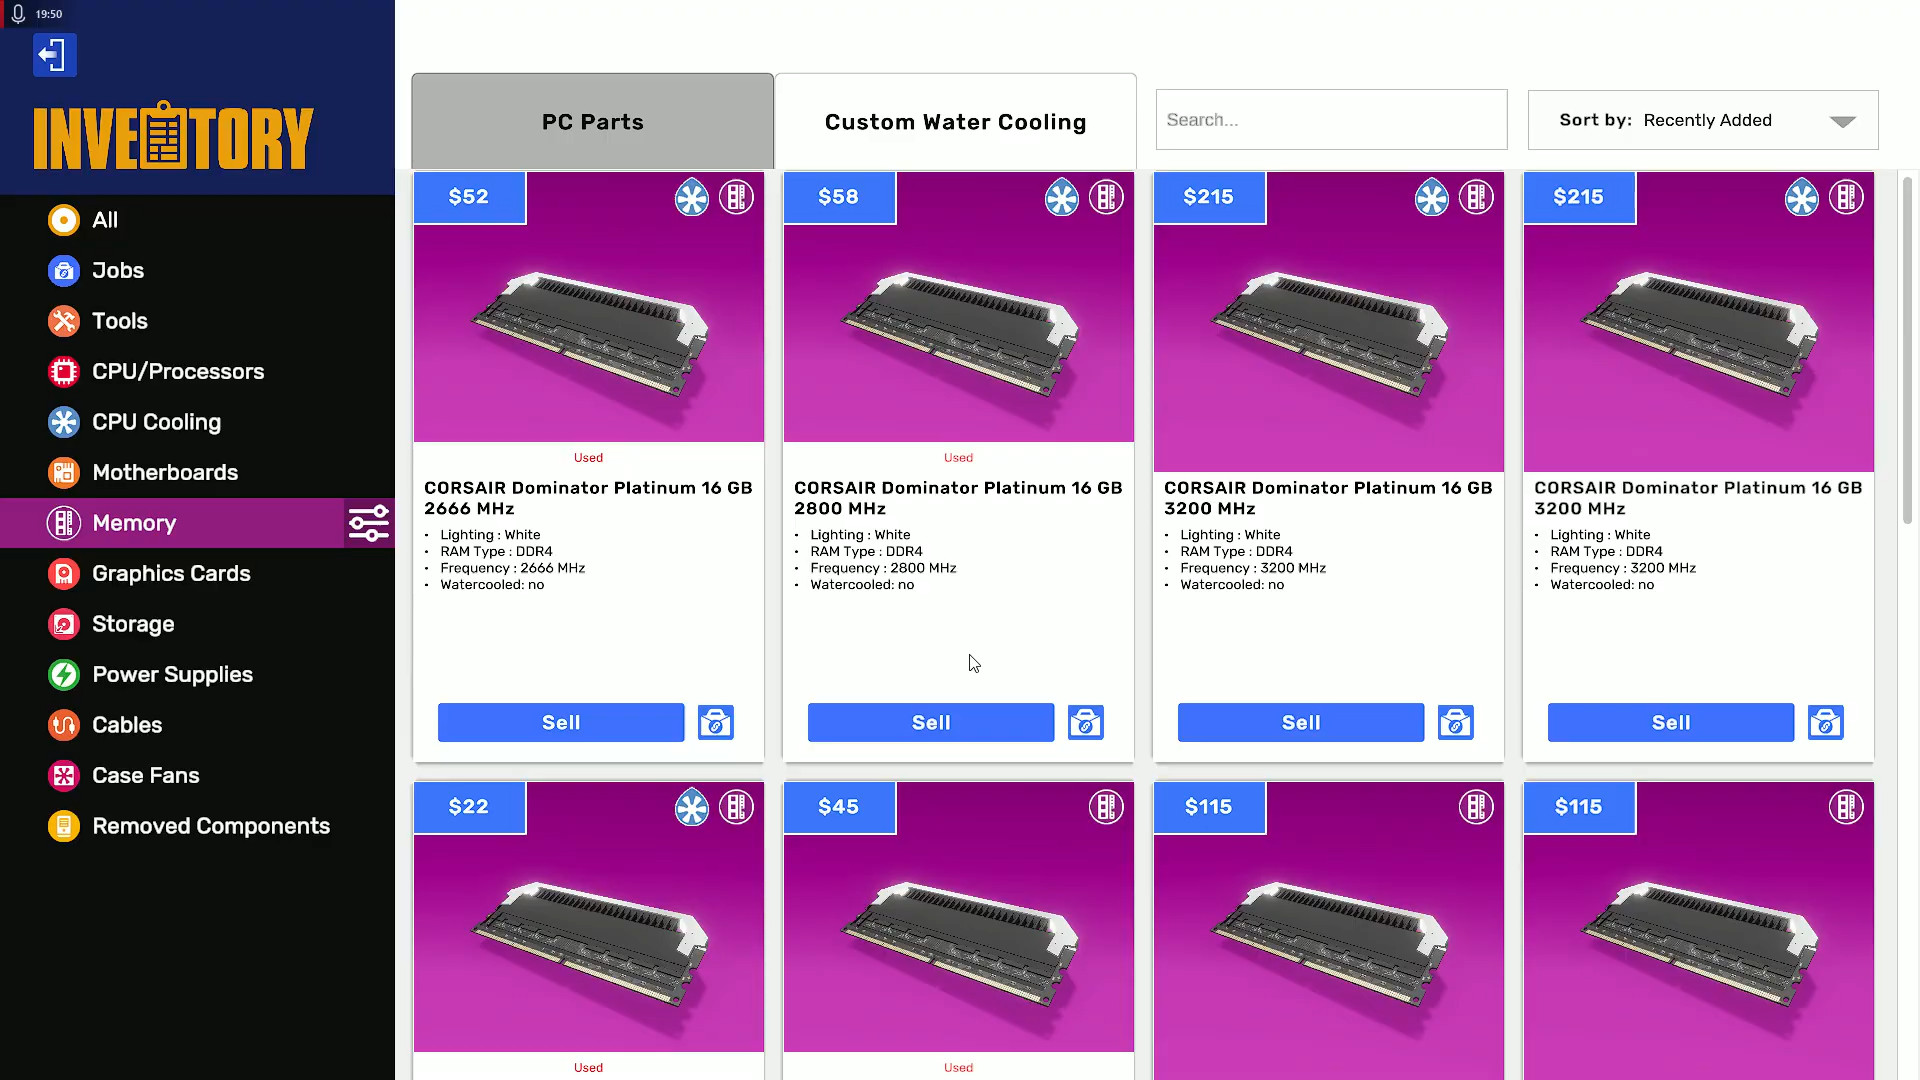 19:50
INVENTORY
All
Jobs
Tools
CPU/Processors
CPU Cooling
Motherboards
Memory
Graphics Cards
Storage
Power Supplies
Cables
Case Fans
Removed Components
PC Parts
Custom Water Cooling
Search...
Sort by: Recently Added
$52
Used
CORSAIR Dominator Platinum 16 GB
2666 MHz
• Lighting : White
• RAM Type : DDR4
• Frequency : 2666 MHz
• Watercooled: no
Sell
$58
Used
CORSAIR Dominator Platinum 16 GB
2800 MHz
• Lighting : White
• RAM Type : DDR4
• Frequency : 2800 MHz
• Watercooled: no
Sell
$215
CORSAIR Dominator Platinum 16 GB
3200 MHz
• Lighting : White
• RAM Type : DDR4
• Frequency : 3200 MHz
• Watercooled: no
Sell
$215
CORSAIR Dominator Platinum 16 GB
3200 MHz
• Lighting : White
• RAM Type : DDR4
• Frequency : 3200 MHz
• Watercooled: no
Sell
$22
Used
$45
Used
$115
$115